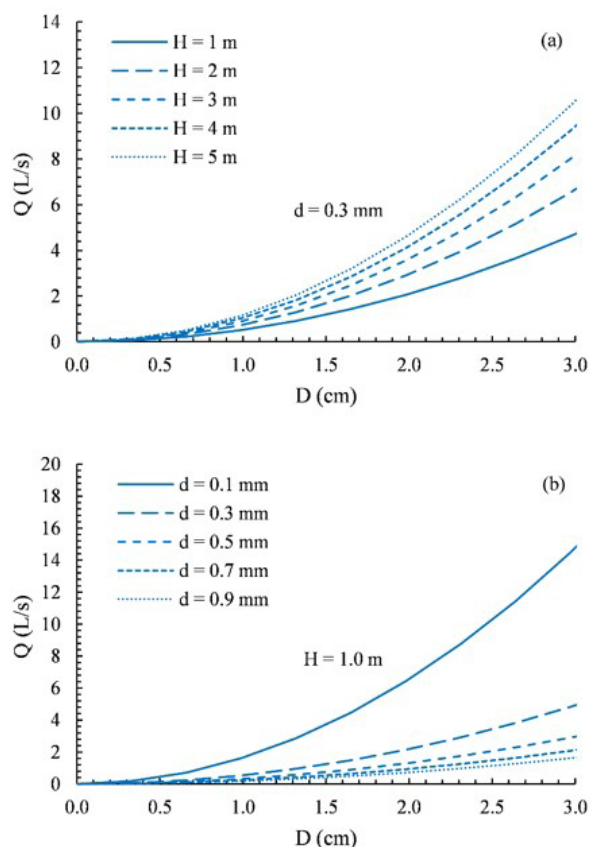 14
12
10
8
6
4
2
0
Q (L/s)
H = 1 m
H = 2 m
H = 3 m
H = 4 m
H = 5 m
(a)
d = 0.3 mm
0.0 0.5 1.0 1.5 2.0 2.5 3.0
D (cm)
20
18
16
14
12
10
8
6
4
2
0
Q (L/s)
d = 0.1 mm
d = 0.3 mm
d = 0.5 mm
d = 0.7 mm
d = 0.9 mm
(b)
H = 1.0 m
0.0 0.5 1.0 1.5 2.0 2.5 3.0
D (cm)